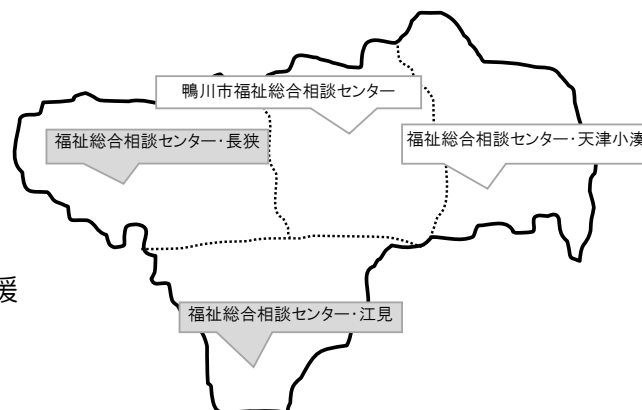 鴨川市福祉総合相談センター
福祉総合相談センター・長狭
福祉総合相談センター・天津小湊
援
福祉総合相談センター・江見